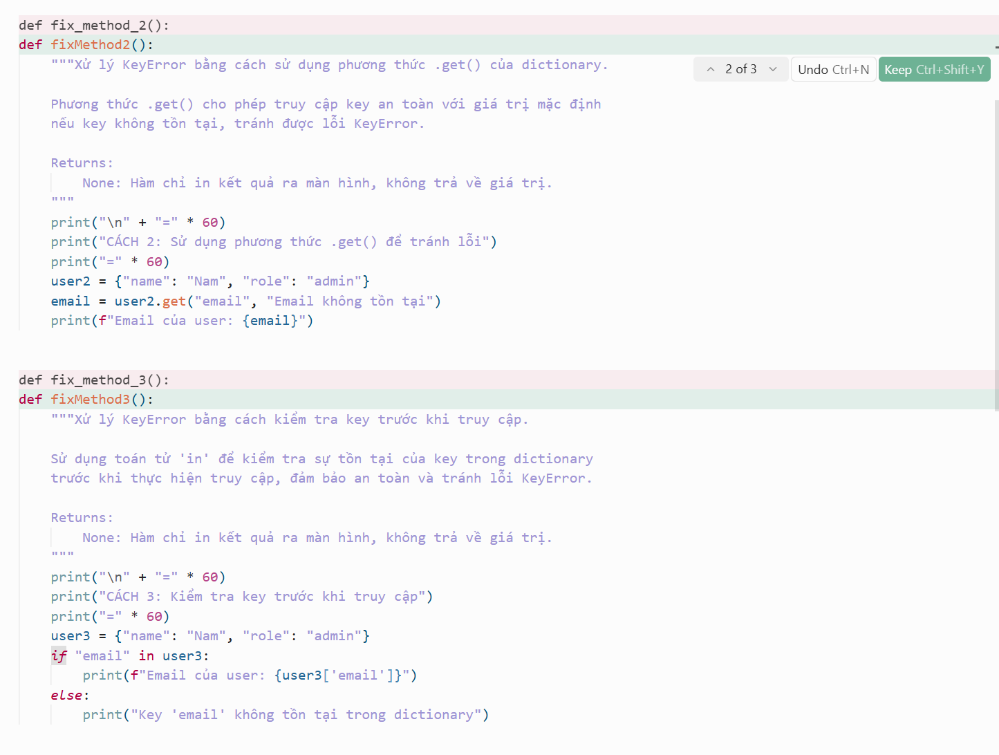 def fix_method_2():
def fixMethod2():
    """Xử lý KeyError bằng cách sử dụng phương thức .get() của dictionary.
2 of 3
Undo Ctrl+N
Keep Ctrl+Shift+Y
    Phương thức .get() cho phép truy cập key an toàn với giá trị mặc định
    nếu key không tồn tại, tránh được lỗi KeyError.
    Returns:
        None: Hàm chỉ in kết quả ra màn hình, không trả về giá trị.
    """
    print("\n" + "=" * 60)
    print("CÁCH 2: Sử dụng phương thức .get() để tránh lỗi")
    print("=" * 60)
    user2 = {"name": "Nam", "role": "admin"}
    email = user2.get("email", "Email không tồn tại")
    print(f"Email của user: {email}")
def fix_method_3():
def fixMethod3():
    """Xử lý KeyError bằng cách kiểm tra key trước khi truy cập.
    Sử dụng toán tử 'in' để kiểm tra sự tồn tại của key trong dictionary
    trước khi thực hiện truy cập, đảm bảo an toàn và tránh lỗi KeyError.
    Returns:
        None: Hàm chỉ in kết quả ra màn hình, không trả về giá trị.
    """
    print("\n" + "=" * 60)
    print("CÁCH 3: Kiểm tra key trước khi truy cập")
    print("=" * 60)
    user3 = {"name": "Nam", "role": "admin"}
    if "email" in user3:
        print(f"Email của user: {user3['email']}")
    else:
        print("Key 'email' không tồn tại trong dictionary")